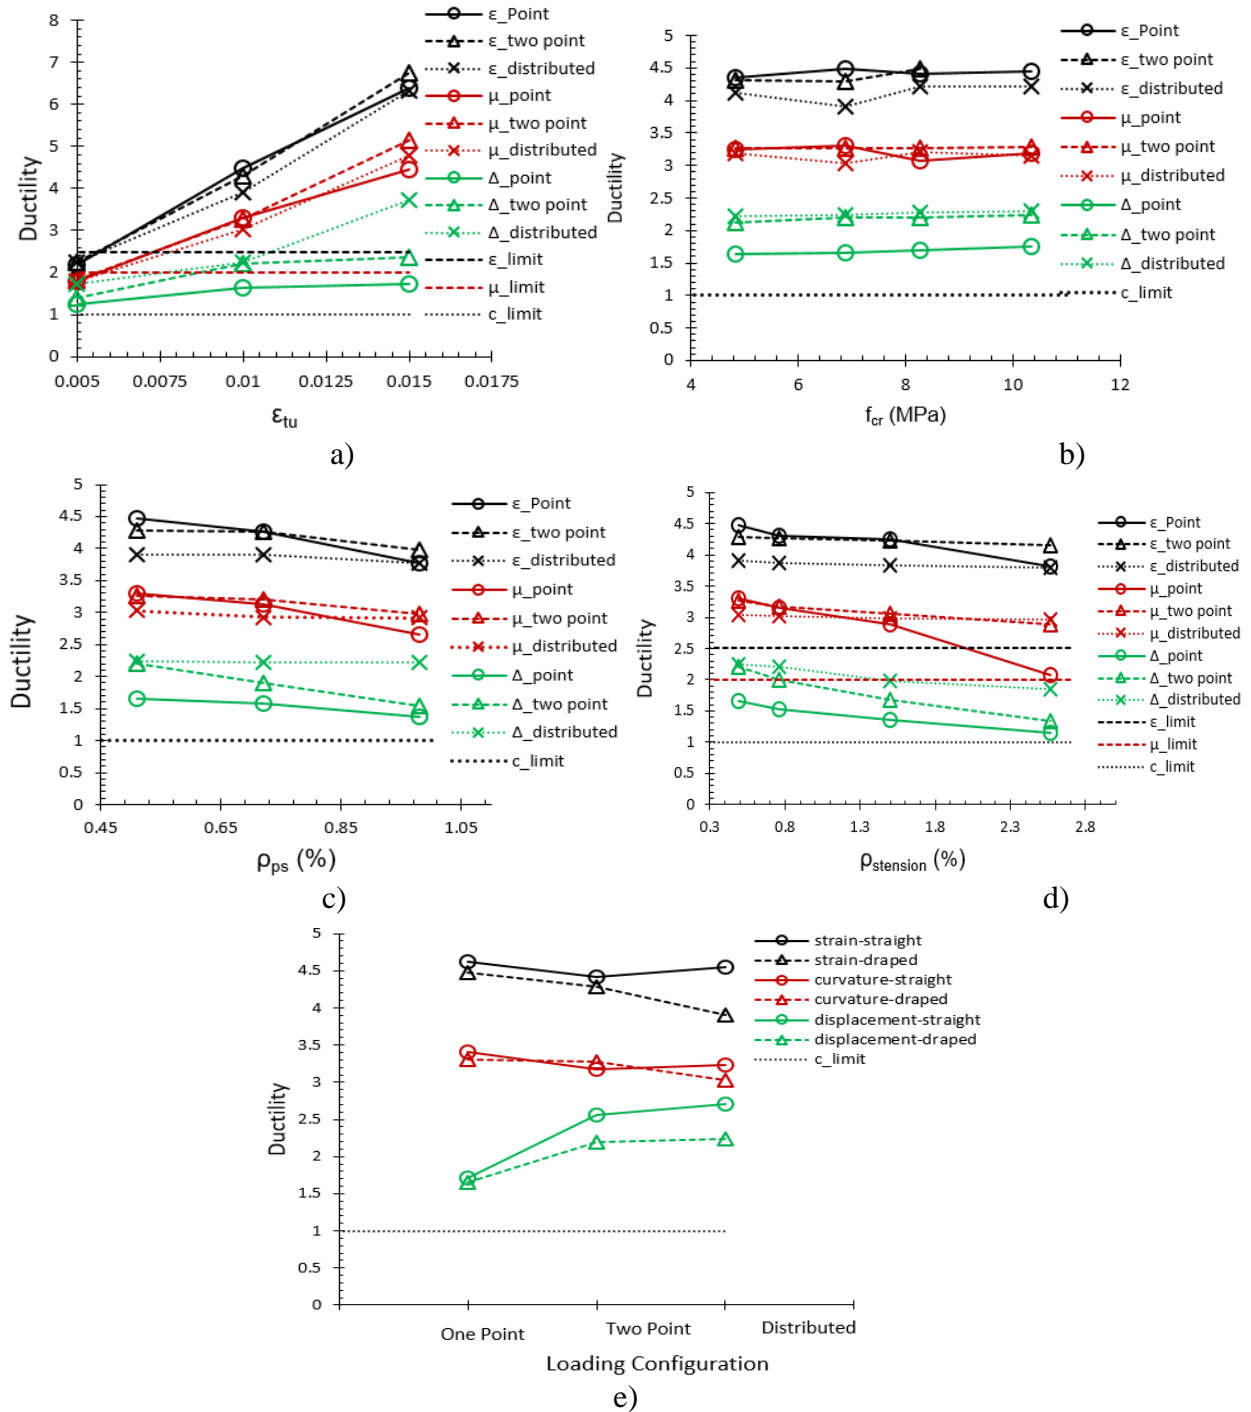 8
7
6
5
4
3
2
1
0
Ductility
0.005 0.0075 0.01 0.0125 0.015 0.0175
ε_tu
ε_Point
ε_two point
ε_distributed
μ_point
μ_two point
μ_distributed
Δ_point
Δ_two point
Δ_distributed
ε_limit
μ_limit
c_limit
a)
5
4.5
4
3.5
3
2.5
2
1.5
1
0.5
0
Ductility
4 6 8 10 12
f_cr (MPa)
ε_Point
ε_two point
ε_distributed
μ_point
μ_two point
μ_distributed
Δ_point
Δ_two point
Δ_distributed
c_limit
b)
5
4.5
4
3.5
3
2.5
2
1.5
1
0.5
0
Ductility
0.45 0.65 0.85 1.05
ρ_ps (%)
ε_Point
ε_two point
ε_distributed
μ_point
μ_two point
μ_distributed
Δ_point
Δ_two point
Δ_distributed
c_limit
c)
5
4.5
4
3.5
3
2.5
2
1.5
1
0.5
0
Ductility
0.3 0.8 1.3 1.8 2.3 2.8
ρ_stension (%)
ε_Point
ε_two point
ε_distributed
μ_point
μ_two point
μ_distributed
Δ_point
Δ_two point
Δ_distributed
ε_limit
μ_limit
c_limit
d)
5
4.5
4
3.5
3
2.5
2
1.5
1
0.5
0
Ductility
One Point Two Point Distributed
Loading Configuration
strain-straight
strain-draped
curvature-straight
curvature-draped
displacement-straight
displacement-draped
c_limit
e)